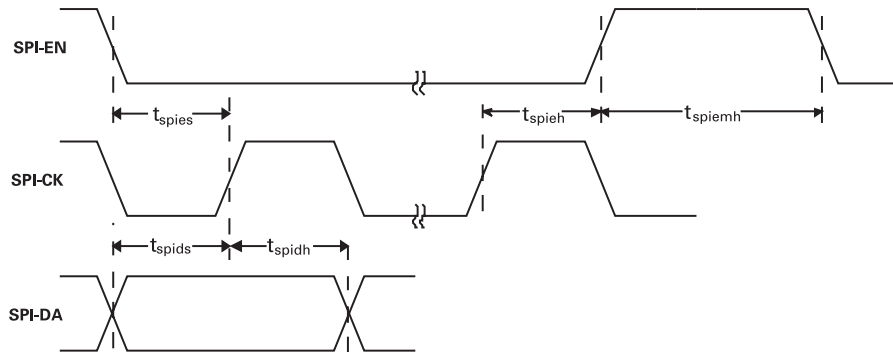 SPI-EN
tspies
tspieh
tspiemh
SPI-CK
tspids
tspidh
SPI-DA